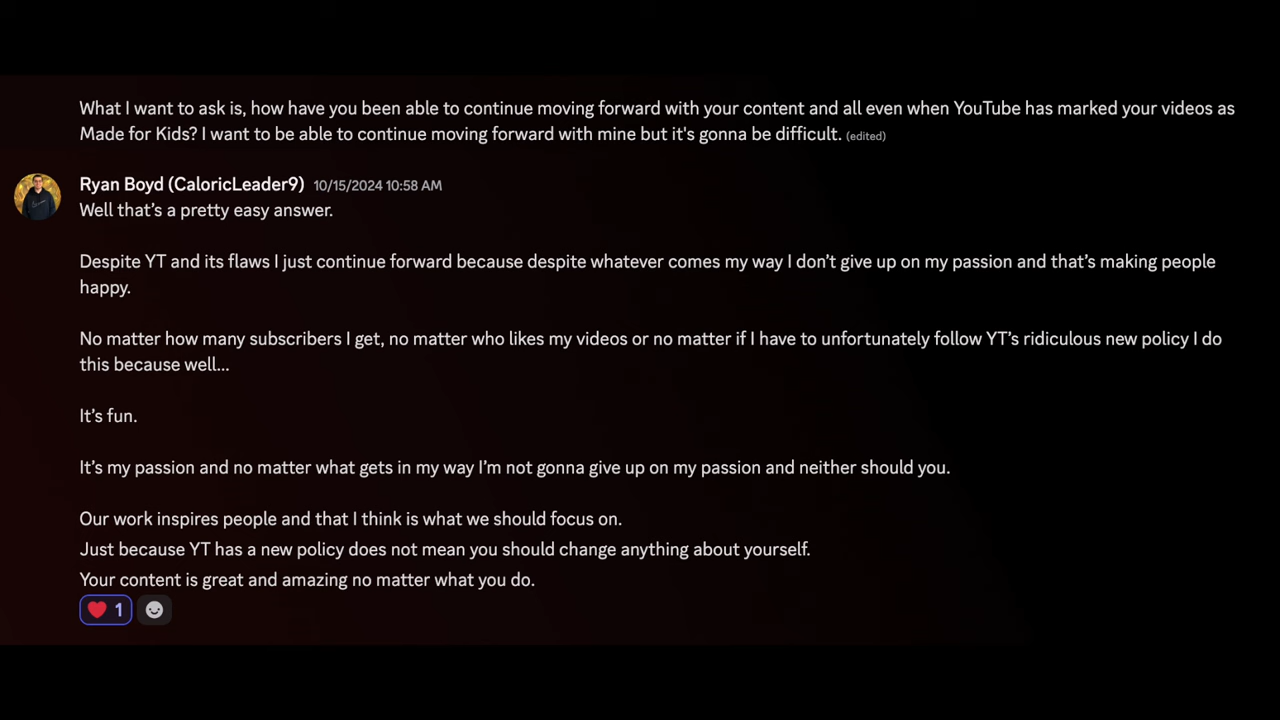 What I want to ask is, how have you been able to continue moving forward with your content and all even when YouTube has marked your videos as
Made for Kids? I want to be able to continue moving forward with mine but it's gonna be difficult. (edited)
Ryan Boyd (CaloricLeader9) 10/15/2024 10:58 AM
Well that’s a pretty easy answer.
Despite YT and its flaws I just continue forward because despite whatever comes my way I don’t give up on my passion and that’s making people
happy.
No matter how many subscribers I get, no matter who likes my videos or no matter if I have to unfortunately follow YT’s ridiculous new policy I do
this because well...
It’s fun.
It’s my passion and no matter what gets in my way I’m not gonna give up on my passion and neither should you.
Our work inspires people and that I think is what we should focus on.
Just because YT has a new policy does not mean you should change anything about yourself.
Your content is great and amazing no matter what you do.
1